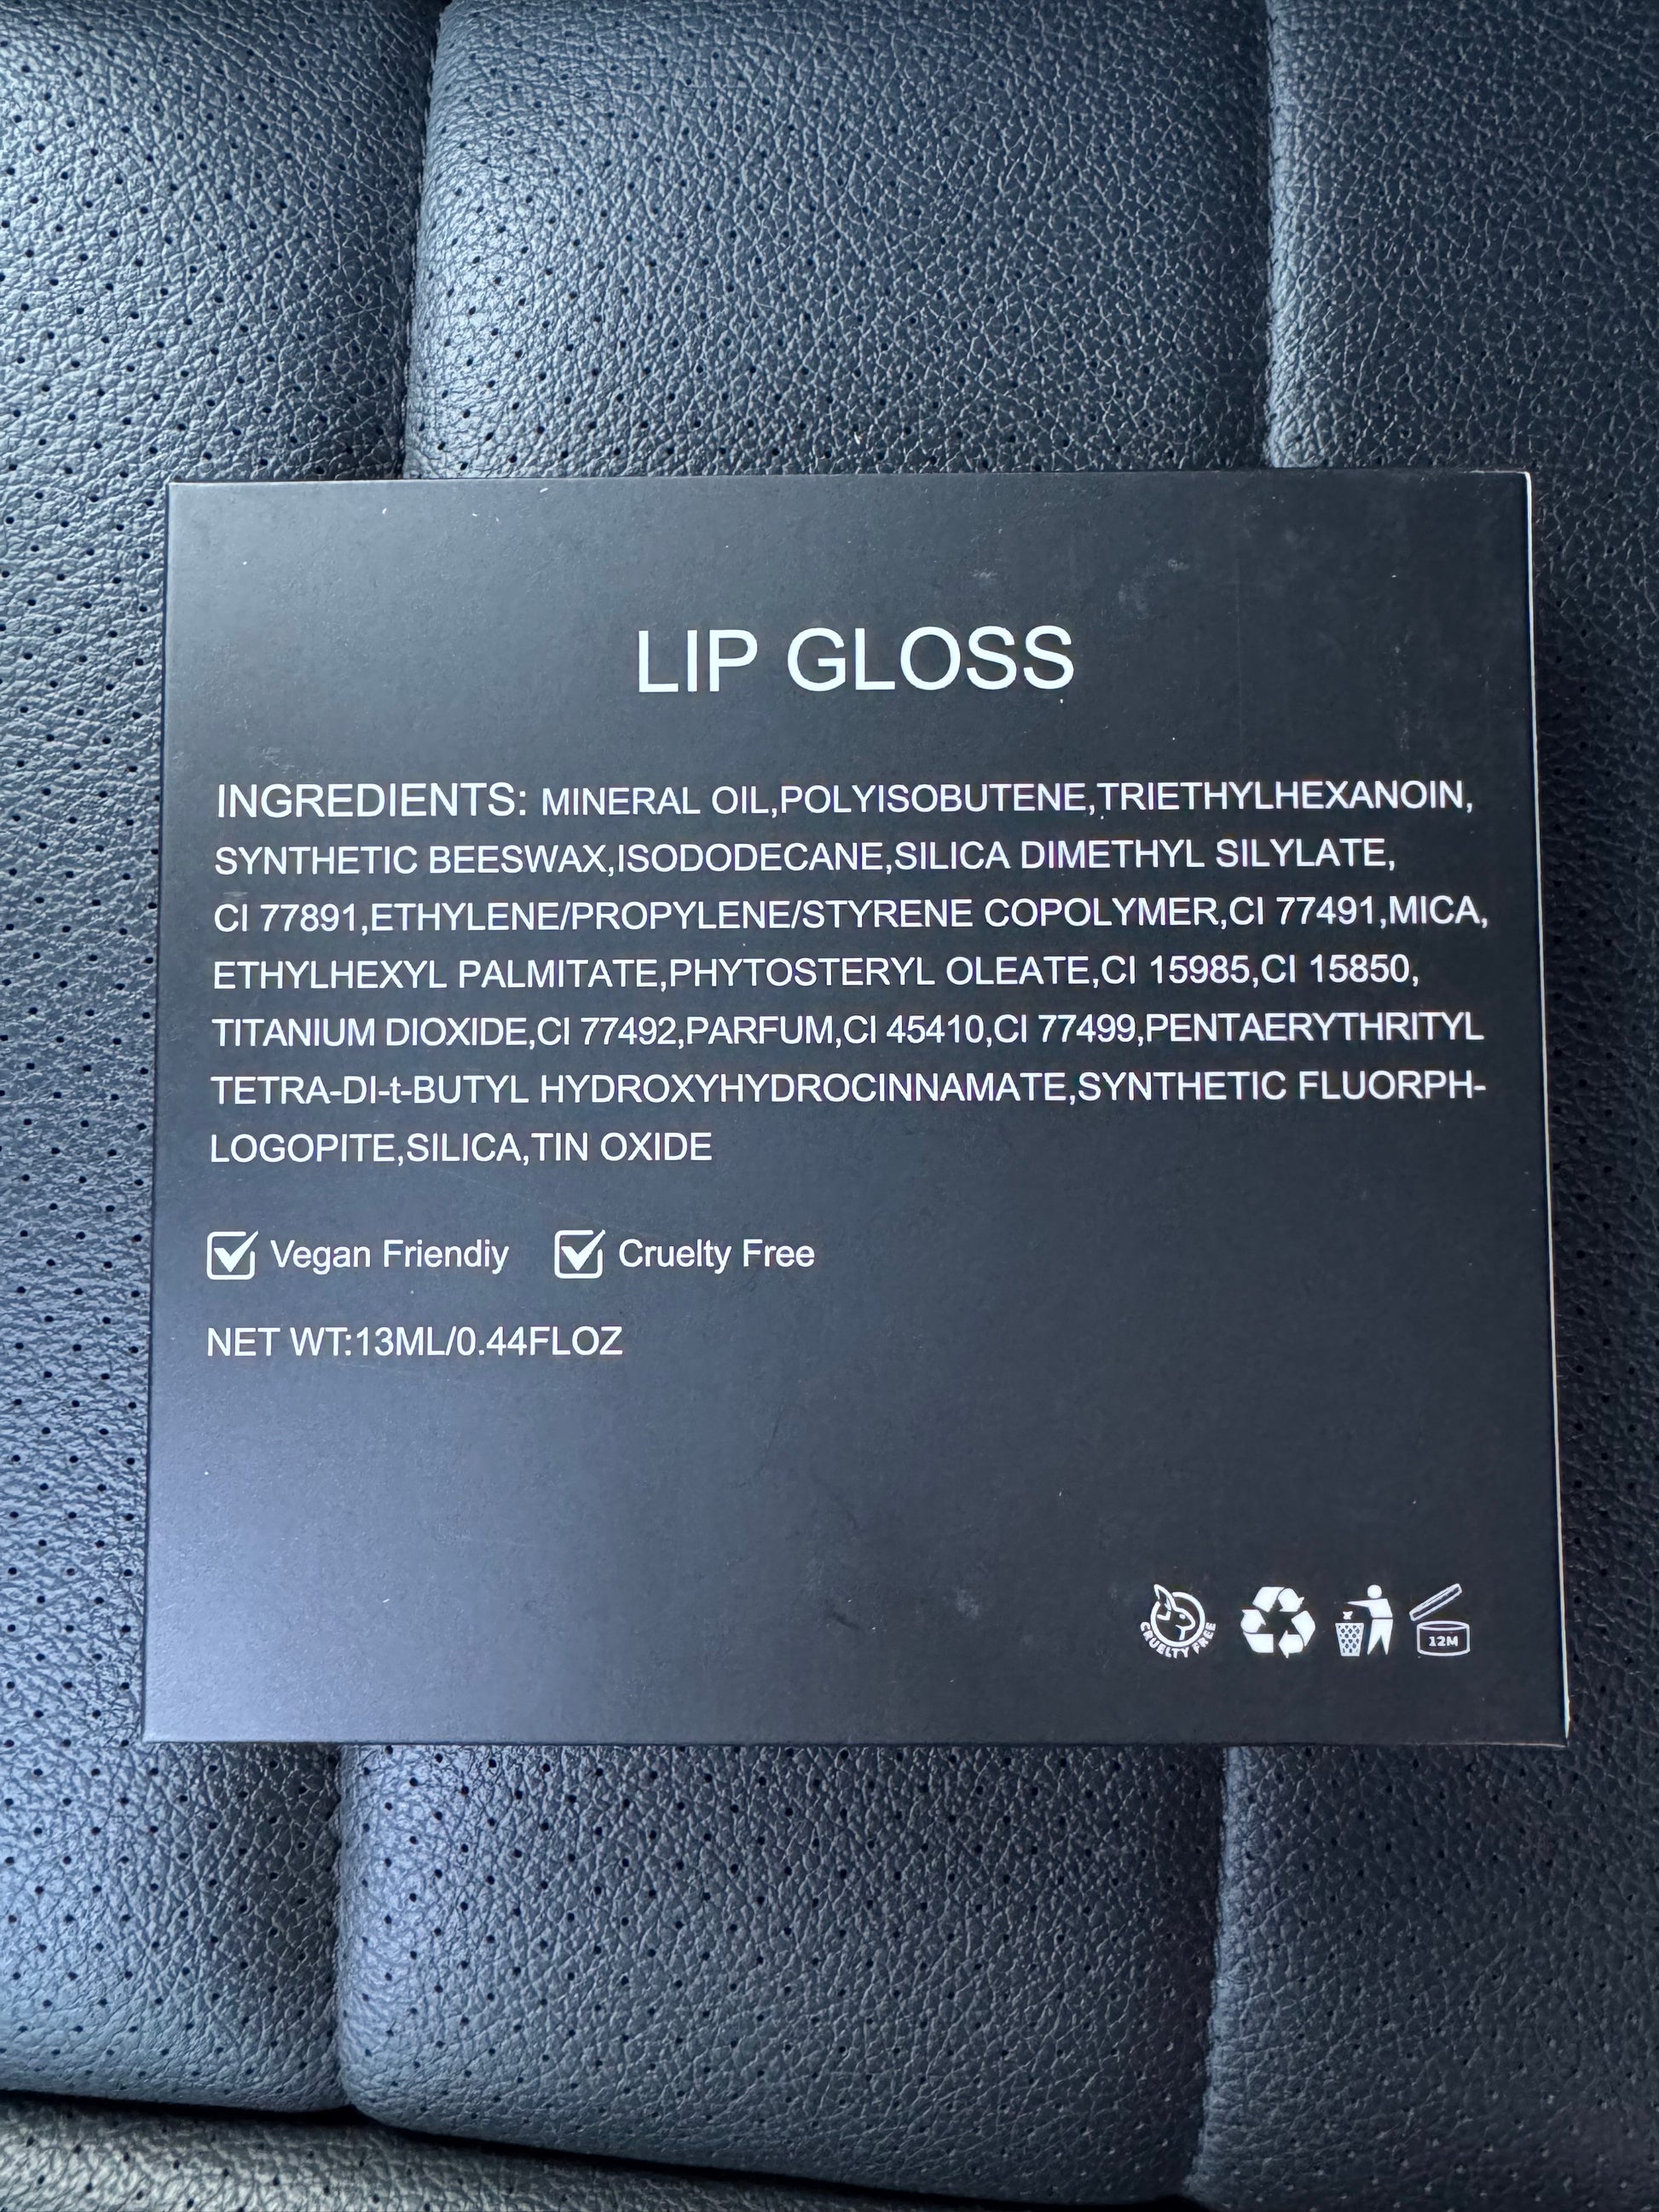 LIP GLOSS
INGREDIENTS: MINERAL OIL,POLYISOBUTENE,TRIETHYLHEXANOIN,
SYNTHETIC BEESWAX,ISODODECANE,SILICA DIMETHYL SILYLATE,
CI 77891,ETHYLENE/PROPYLENE/STYRENE COPOLYMER,CI 77491,MICA,
ETHYLHEXYL PALMITATE,PHYTOSTERYL OLEATE,CI 15985,CI 15850,
TITANIUM DIOXIDE,CI 77492,PARFUM,CI 45410,CI 77499,PENTAERYTHRITYL
TETRA-DI-t-BUTYL HYDROXYHYDROCINNAMATE,SYNTHETIC FLUORPH-
LOGOPITE,SILICA,TIN OXIDE
Vegan Friendiy Cruelty Free
NET WT:13ML/0.44FLOZ
CRUELTY FREE 12M